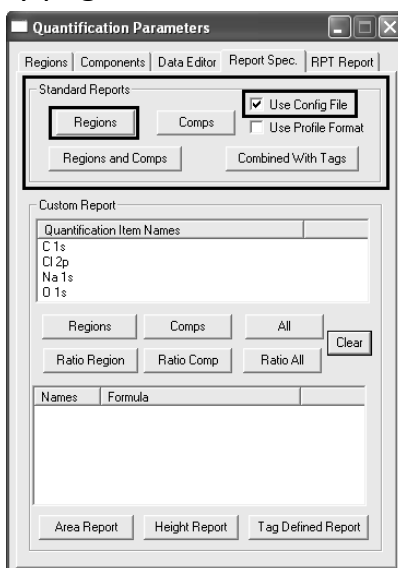 Quantification Parameters
Regions Components Data Editor Report Spec. RPT Report
Standard Reports
Use Config File
Regions Comps Use Profile Format
Regions and Comps Combined With Tags
Custom Report
Quantification Item Names
C 1s
Cl 2p
Na 1s
O 1s
Regions Comps All
Clear
Ratio Region Ratio Comp Ratio All
Names Formula
Area Report Height Report Tag Defined Report